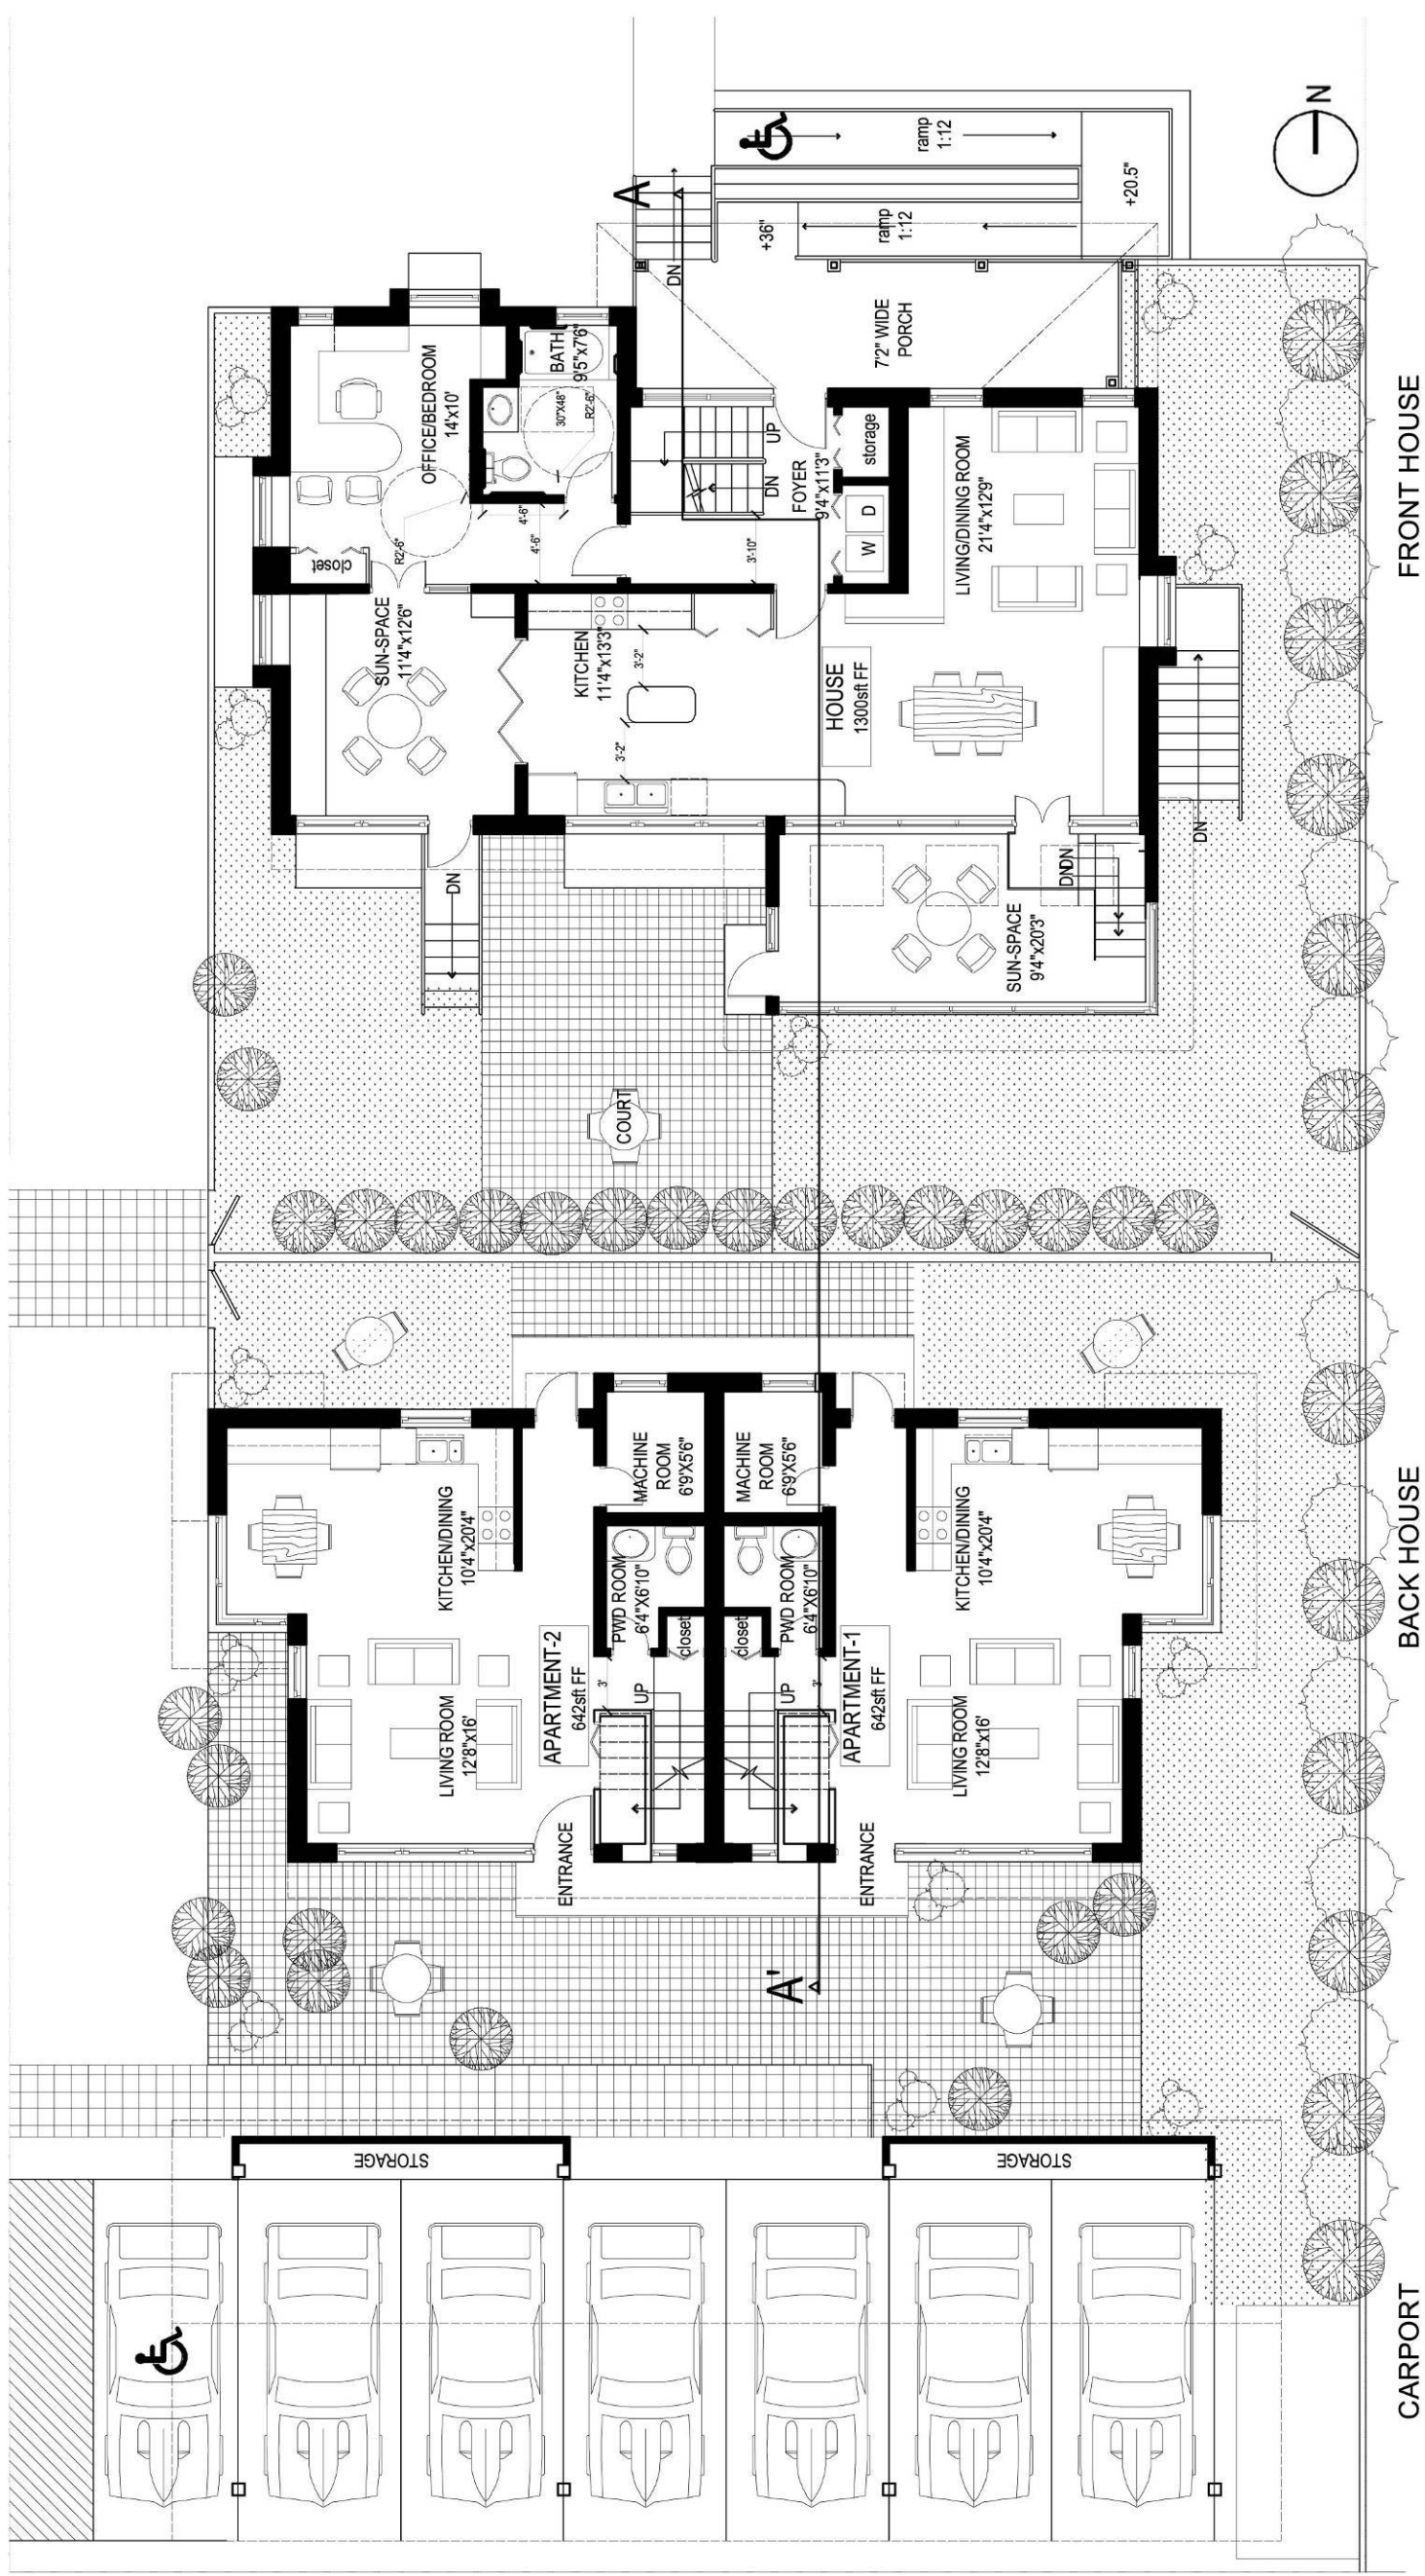 N
FRONT HOUSE
BACK HOUSE
CARPORT
ramp
1:12
ramp
1:12
+20.5"
+36"
A
DN
7'2" WIDE
PORCH
OFFICE/BEDROOM
14'x10'
BATH
9'5"x7'6"
30"X48"
R2'-6"
R2'-6"
4'-6"
4'-6"
closet
UP
DN
FOYER
9'4"x11'3"
3'-10"
storage
W
D
LIVING/DINING ROOM
21'4"x12'9"
SUN-SPACE
11'4"x12'6"
KITCHEN
11'4"x13'3"
3'-2"
3'-2"
HOUSE
1300sft FF
DN
DN
DN
DN
SUN-SPACE
9'4"x20'3"
COURT
MACHINE
ROOM
6'9'X5'6"
MACHINE
ROOM
6'9'X5'6"
KITCHEN/DINING
10'4"x20'4"
KITCHEN/DINING
10'4"x20'4"
PWD ROOM
6'4"X6'10"
PWD ROOM
6'4"X6'10"
closet
closet
3'
3'
UP
UP
APARTMENT-2
642sft FF
APARTMENT-1
642sft FF
LIVING ROOM
12'8"x16'
LIVING ROOM
12'8"x16'
ENTRANCE
ENTRANCE
A'
STORAGE
STORAGE